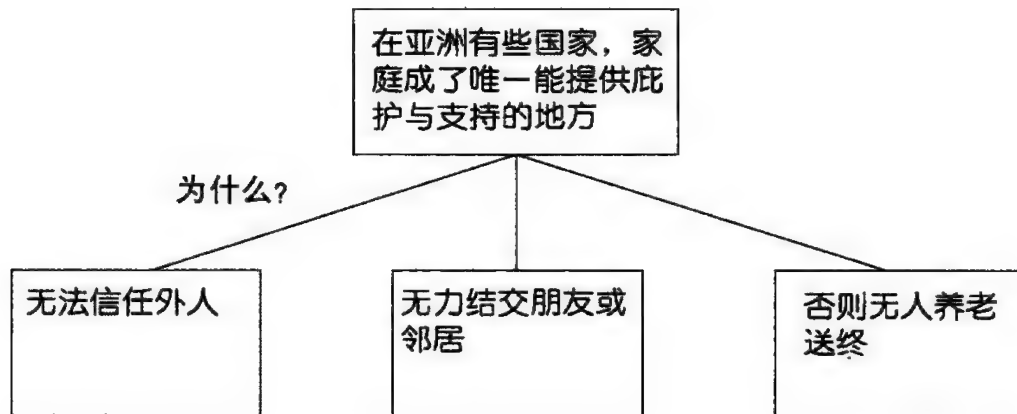 在亚洲有些国家，家
庭成了唯一能提供庇
护与支持的地方
为什么?
无法信任外人
无力结交朋友或
邻居
否则无人养老
送终